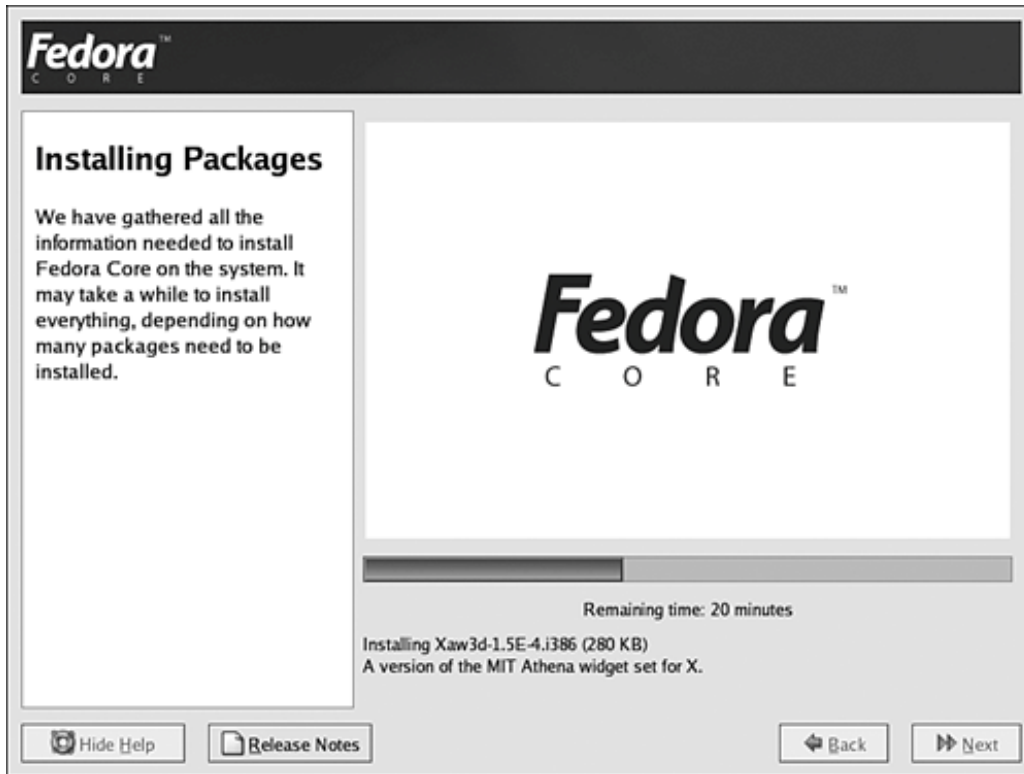 Fedora™
CORE
Installing Packages
We have gathered all the
information needed to install
Fedora Core on the system. It
may take a while to install
everything, depending on how
many packages need to be
installed.
Fedora™
CORE
Remaining time: 20 minutes
Installing Xaw3d-1.5E-4.i386 (280 KB)
A version of the MIT Athena widget set for X.
Hide Help
Release Notes
Back
Next